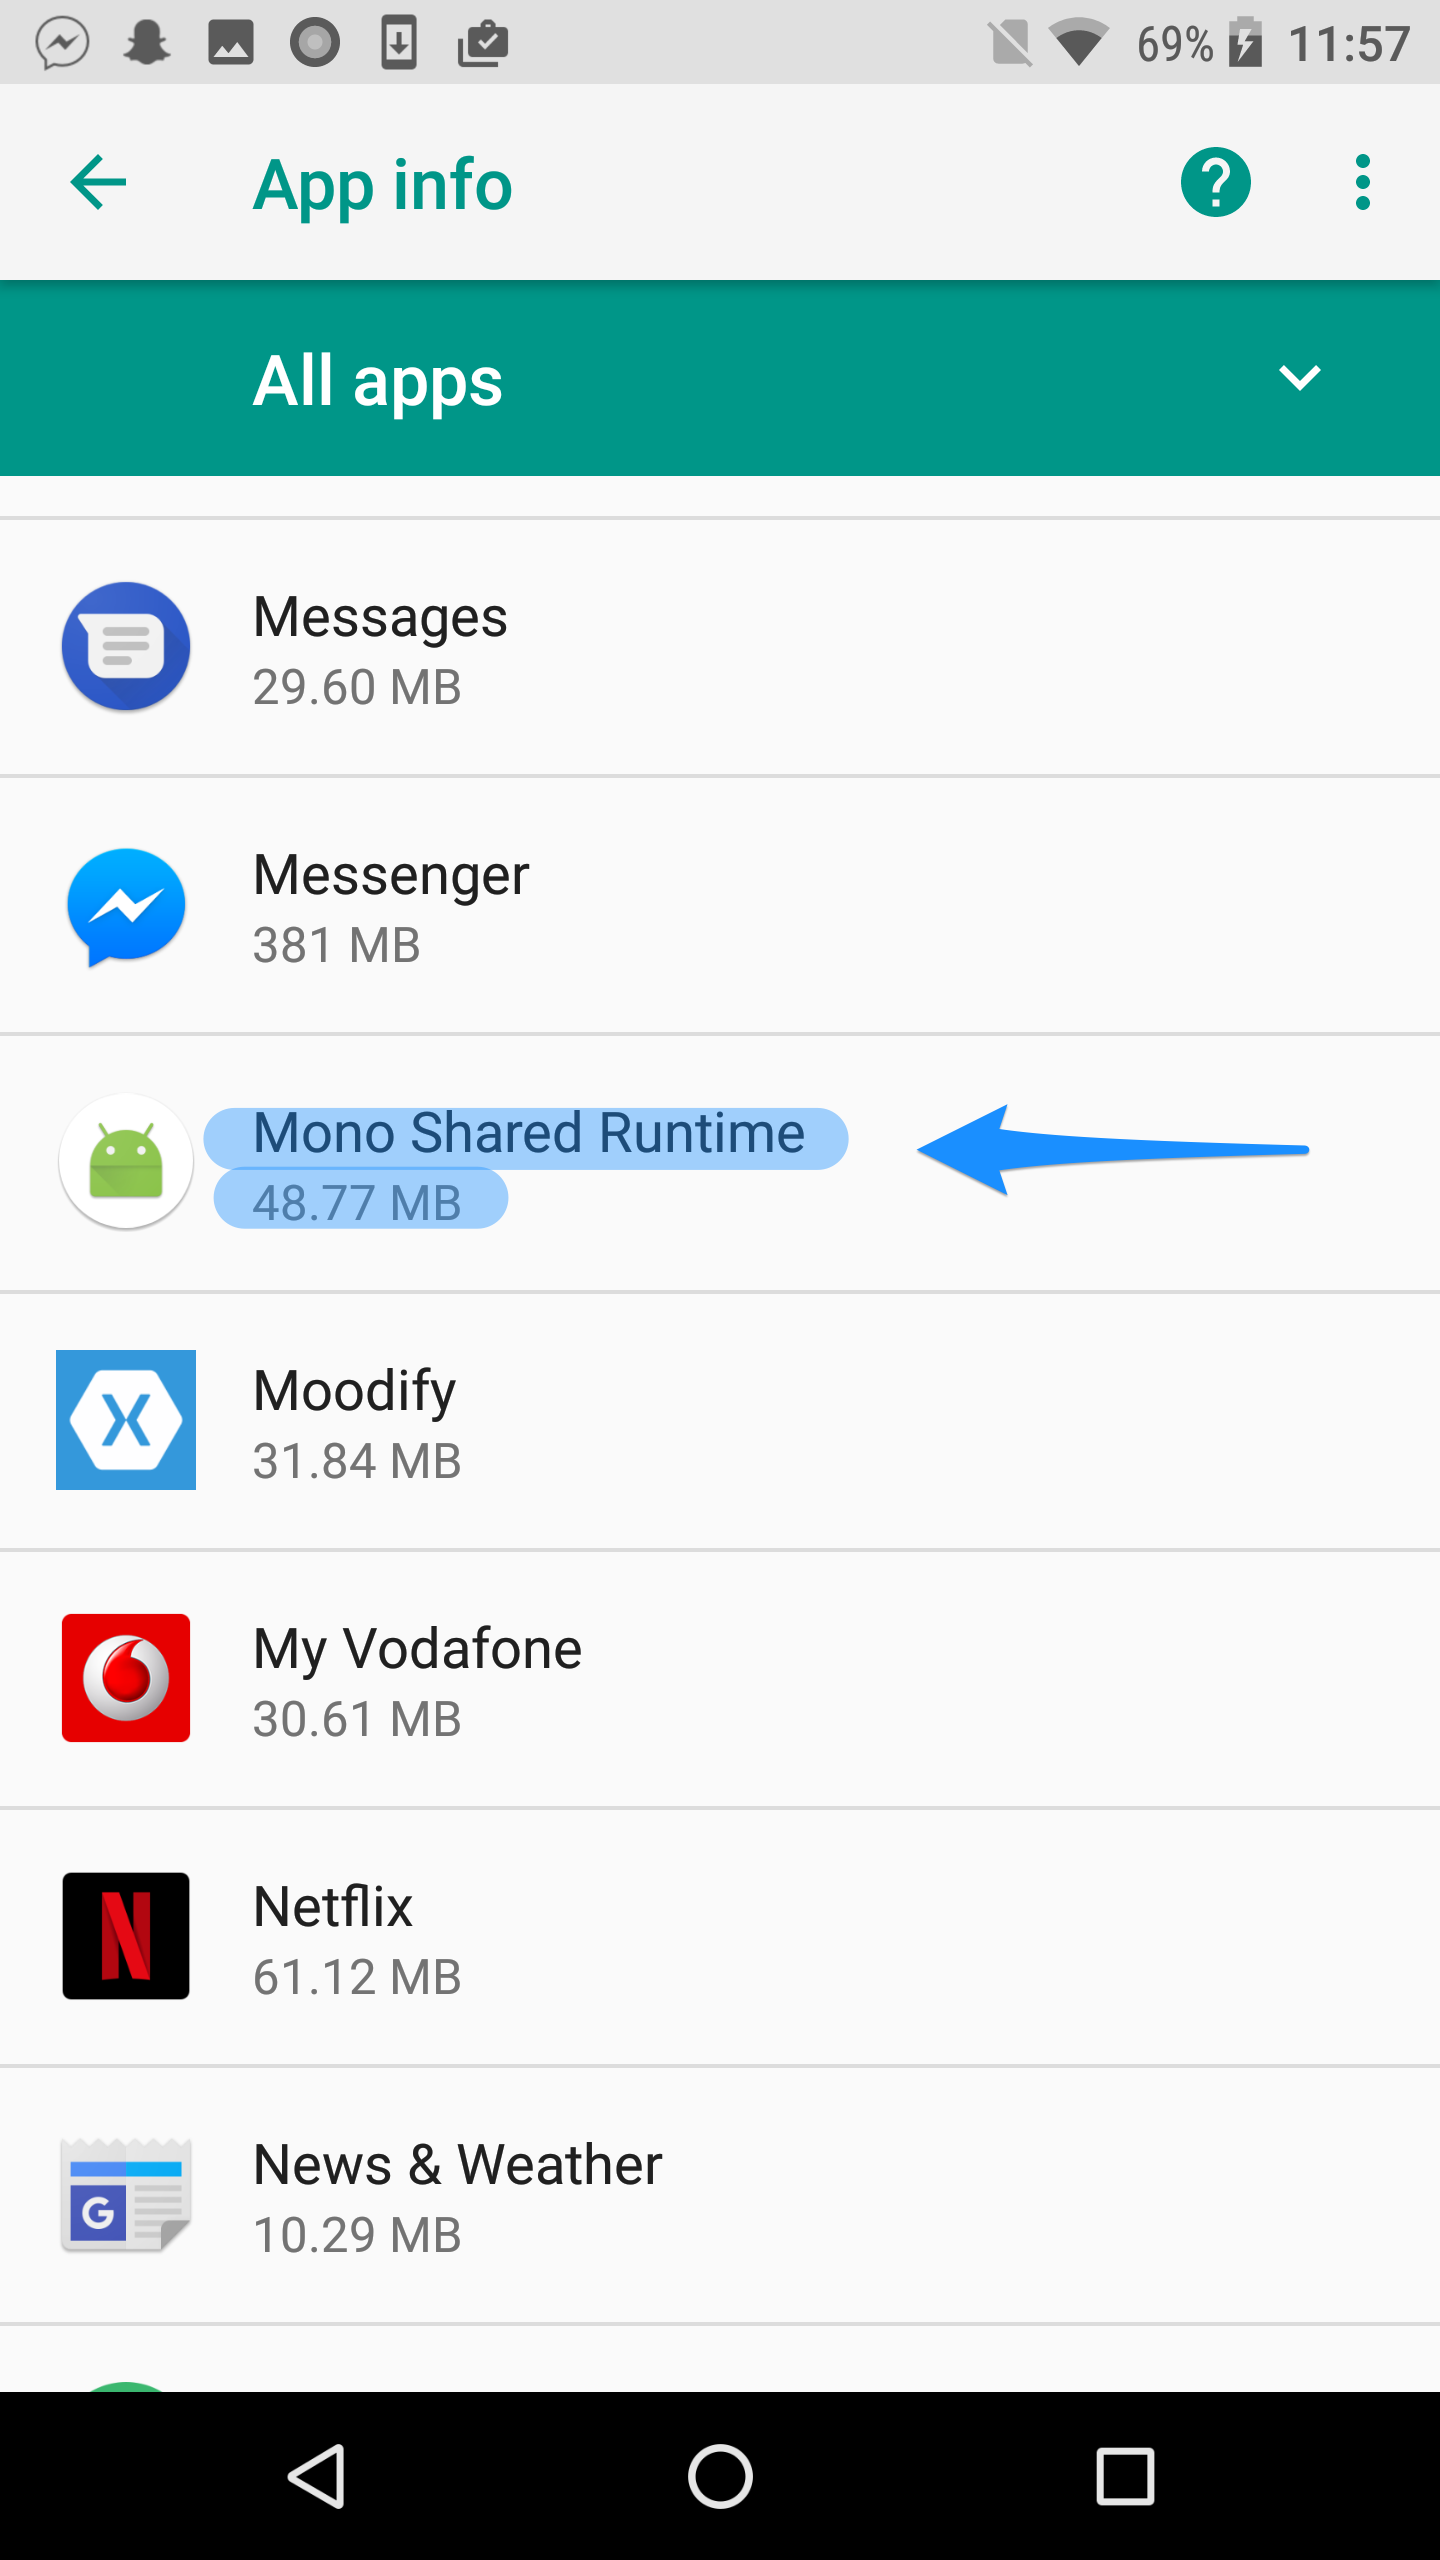 69% 11:57
App info
All apps
Messages
29.60 MB
Messenger
381 MB
Mono Shared Runtime
48.77 MB
Moodify
31.84 MB
My Vodafone
30.61 MB
Netflix
61.12 MB
News & Weather
10.29 MB